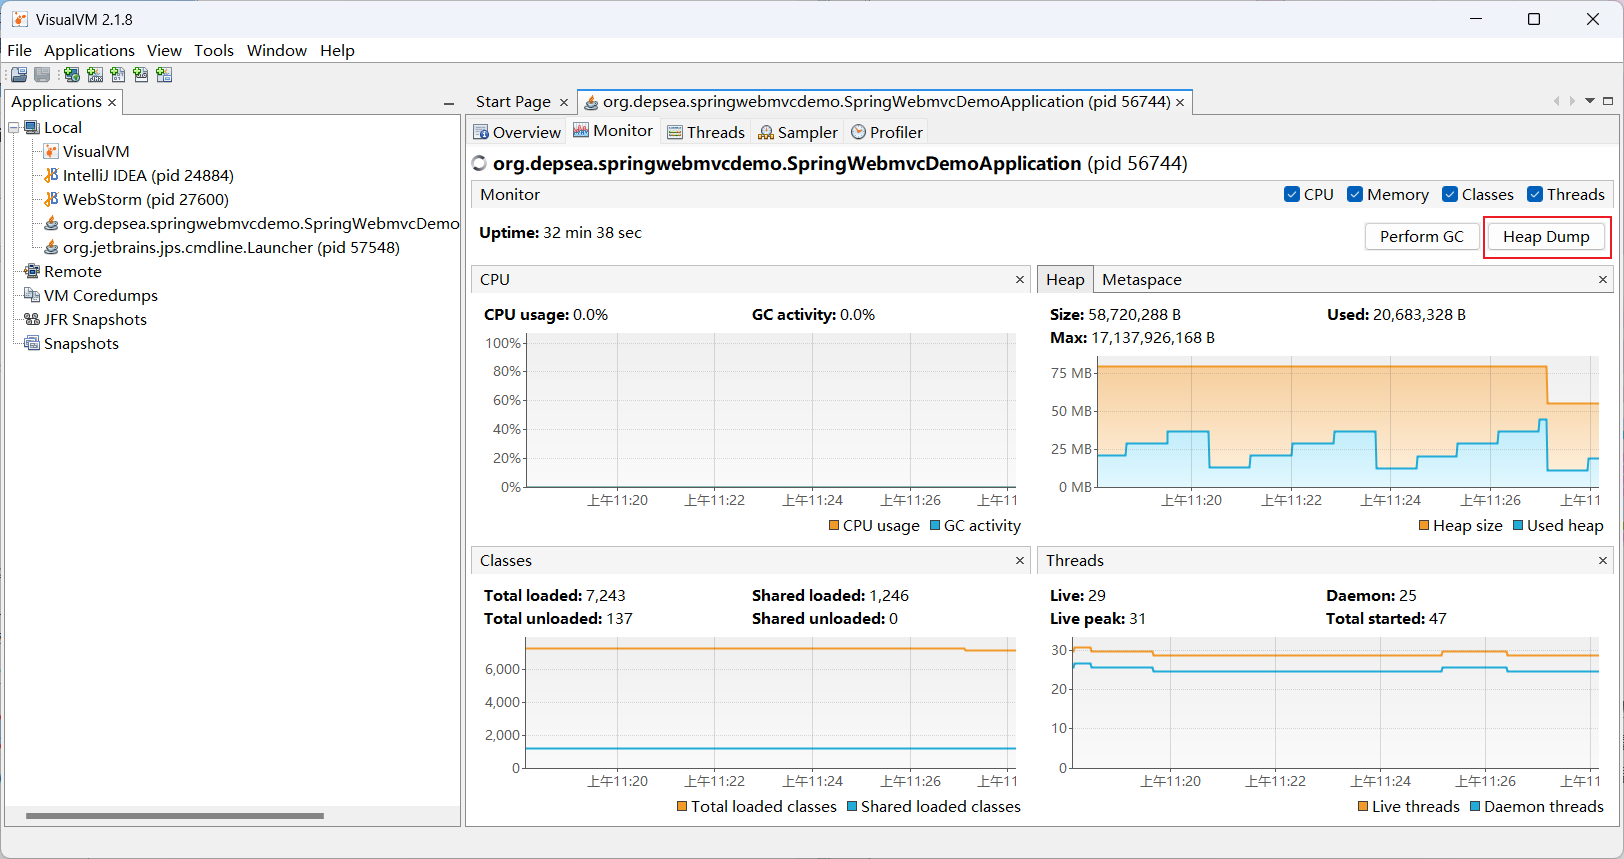 VisualVM 2.1.8
File Applications View Tools Window Help
Applications
Local
VisualVM
IntelliJ IDEA (pid 24884)
WebStorm (pid 27600)
org.depsea.springwebmvcdemo.SpringWebmvcDemo
org.jetbrains.jps.cmdline.Launcher (pid 57548)
Remote
VM Coredumps
JFR Snapshots
Snapshots
Start Page org.depsea.springwebmvcdemo.SpringWebmvcDemoApplication (pid 56744)
Overview Monitor Threads Sampler Profiler
org.depsea.springwebmvcdemo.SpringWebmvcDemoApplication (pid 56744)
Monitor CPU Memory Classes Threads
Uptime: 32 min 38 sec Perform GC Heap Dump
CPU
CPU usage: 0.0% GC activity: 0.0%
100%
80%
60%
40%
20%
0%
上午11:20 上午11:22 上午11:24 上午11:26 上午11
CPU usage GC activity
Heap Metaspace
Size: 58,720,288 B Used: 20,683,328 B
Max: 17,137,926,168 B
75 MB
50 MB
25 MB
0 MB
上午11:20 上午11:22 上午11:24 上午11:26 上午11
Heap size Used heap
Classes
Total loaded: 7,243 Shared loaded: 1,246
Total unloaded: 137 Shared unloaded: 0
6,000
4,000
2,000
0
上午11:20 上午11:22 上午11:24 上午11:26 上午11
Total loaded classes Shared loaded classes
Threads
Live: 29 Daemon: 25
Live peak: 31 Total started: 47
30
20
10
0
上午11:20 上午11:22 上午11:24 上午11:26 上午11
Live threads Daemon threads